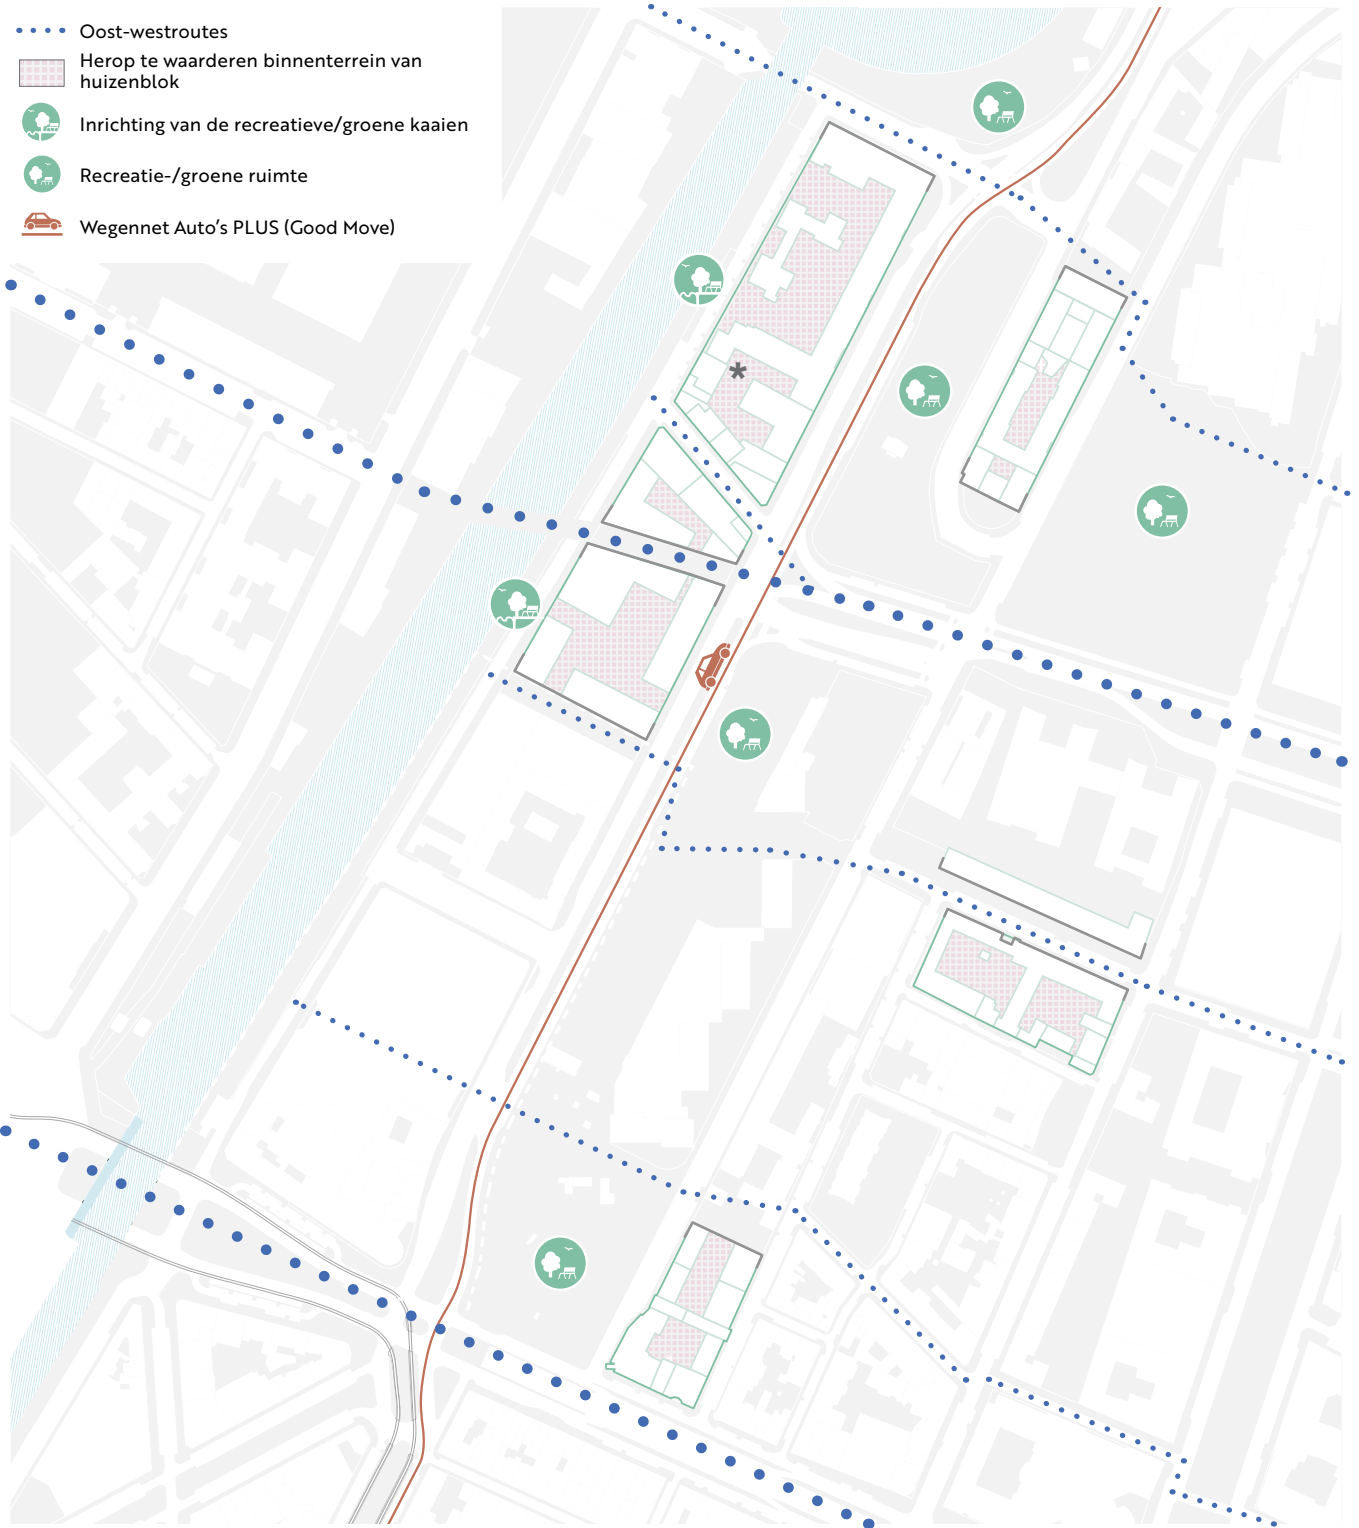 Oost-westroutes
Herop te waarderen binnenterrein van
huizenblok
Inrichting van de recreatieve/groene kaaien
Recreatie-/groene ruimte
Wegennet Auto’s PLUS (Good Move)
*